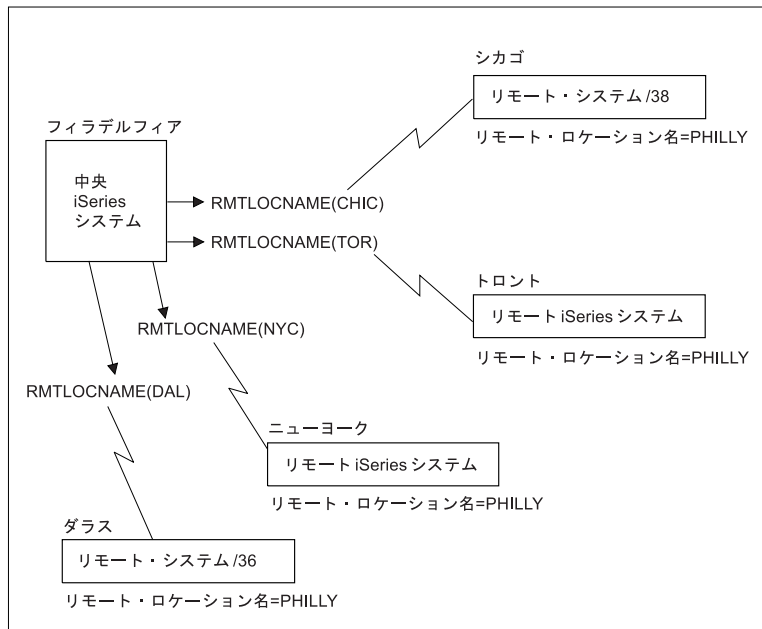 シカゴ
リモート・システム/38
リモート・ロケーション名=PHILLY
フィラデルフィア
中央
iSeries
システム
RMTLOCNAME(CHIC)
RMTLOCNAME(TOR)
トロント
リモート iSeries システム
リモート・ロケーション名=PHILLY
RMTLOCNAME(NYC)
RMTLOCNAME(DAL)
ニューヨーク
リモート iSeries システム
リモート・ロケーション名=PHILLY
ダラス
リモート・システム/36
リモート・ロケーション名=PHILLY